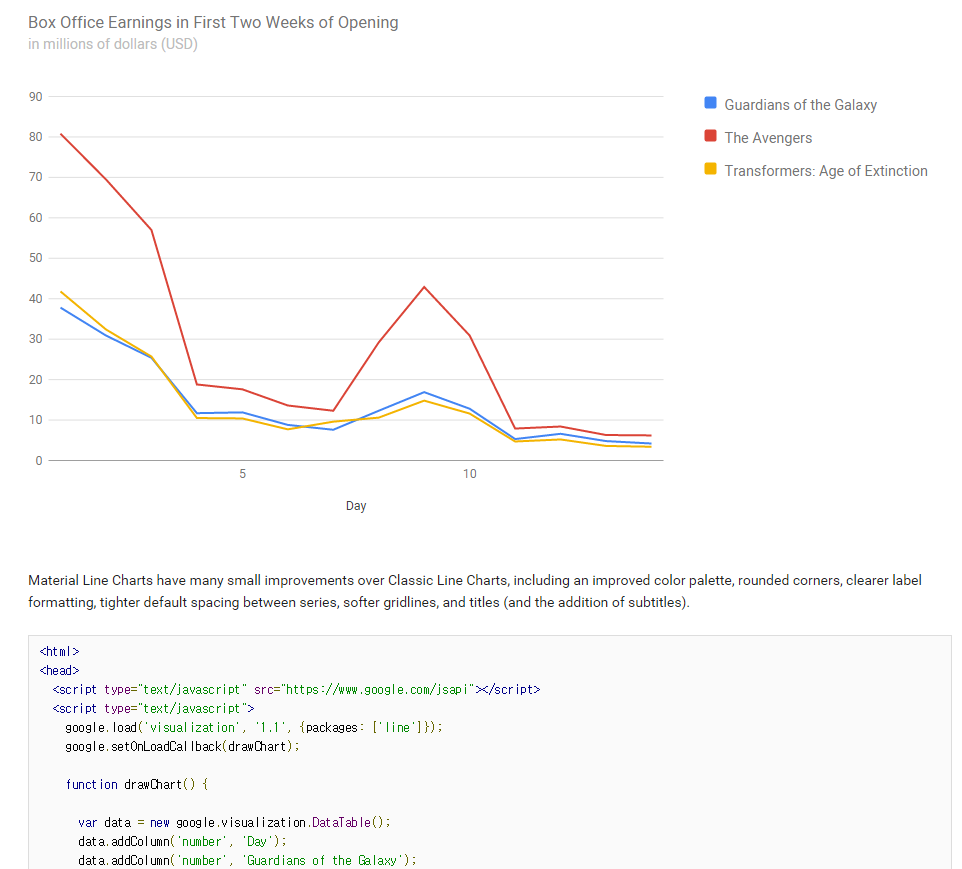 Box Office Earnings in First Two Weeks of Opening
in millions of dollars (USD)
90
80
70
60
50
40
30
20
10
0
5
10
Day
Guardians of the Galaxy
The Avengers
Transformers: Age of Extinction
Material Line Charts have many small improvements over Classic Line Charts, including an improved color palette, rounded corners, clearer label
formatting, tighter default spacing between series, softer gridlines, and titles (and the addition of subtitles).
<html>
<head>
<script type="text/javascript" src="https://www.google.com/jsapi"></script>
<script type="text/javascript">
google.load('visualization', '1.1', {packages: ['line']});
google.setOnLoadCallback(drawChart);
function drawChart() {
var data = new google.visualization.DataTable();
data.addColumn('number', 'Day');
data.addColumn('number', 'Guardians of the Galaxy');